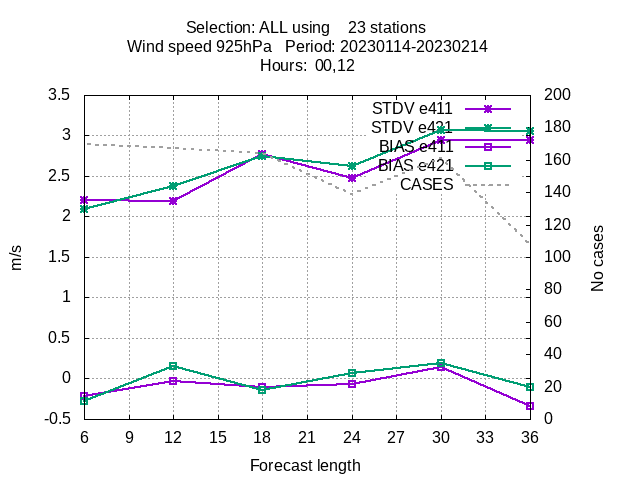 Selection: ALL using 23 stations
Wind speed 925hPa Period: 20230114-20230214
Hours: 00,12
STDV e411
STDV e421
BIAS e411
BIAS e421
CASES
3.5
3
2.5
2
1.5
1
0.5
0
-0.5
200
180
160
140
120
100
80
60
40
20
0
m/s
No cases
6 9 12 15 18 21 24 27 30 33 36
Forecast length